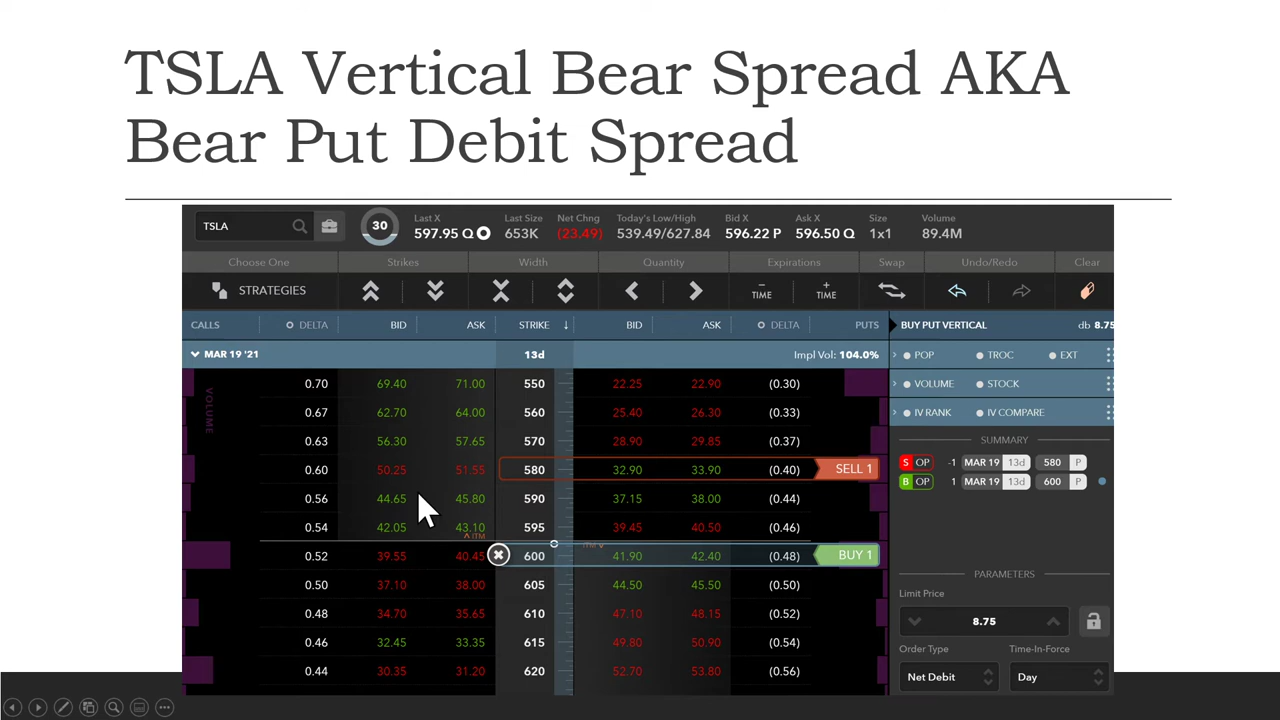 TSLA Vertical Bear Spread AKA
Bear Put Debit Spread
TSLA 30 Last X Last Size Net Chng Today's Low/High Bid X Ask X Size Volume
597.95 Q 653K (23.49) 539.49/627.84 596.22 P 596.50 Q 1x1 89.4M
Choose One Strikes Width Quantity Expirations Swap Undo/Redo Clear
STRATEGIES TIME TIME
CALLS DELTA BID ASK STRIKE BID ASK DELTA PUTS BUY PUT VERTICAL db 8.75
MAR 19 '21 13d Impl Vol: 104.0% POP TROC EXT
VOLUME 0.70 69.40 71.00 550 22.25 22.90 (0.30) VOLUME STOCK
0.67 62.70 64.00 560 25.40 26.30 (0.33) IV RANK IV COMPARE
0.63 56.30 57.65 570 28.90 29.85 (0.37) SUMMARY
0.60 50.25 51.55 580 32.90 33.90 (0.40) SELL 1 S OP -1 MAR 19 13d 580 P
0.56 44.65 45.80 590 37.15 38.00 (0.44) B OP 1 MAR 19 13d 600 P
0.54 42.05 43.10 595 39.45 40.50 (0.46)
ITM ITM
0.52 39.55 40.45 600 41.90 42.40 (0.48) BUY 1
0.50 37.10 38.00 605 44.50 45.50 (0.50) PARAMETERS
Limit Price
0.48 34.70 35.65 610 47.10 48.15 (0.52) 8.75
0.46 32.45 33.35 615 49.80 50.90 (0.54) Order Type Time-In-Force
0.44 30.35 31.20 620 52.70 53.80 (0.56) Net Debit Day